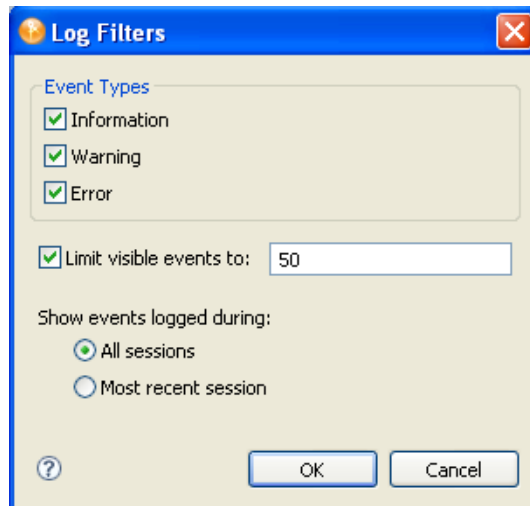 Log Filters
Event Types
Information
Warning
Error
Limit visible events to: 50
Show events logged during:
All sessions
Most recent session
? OK Cancel